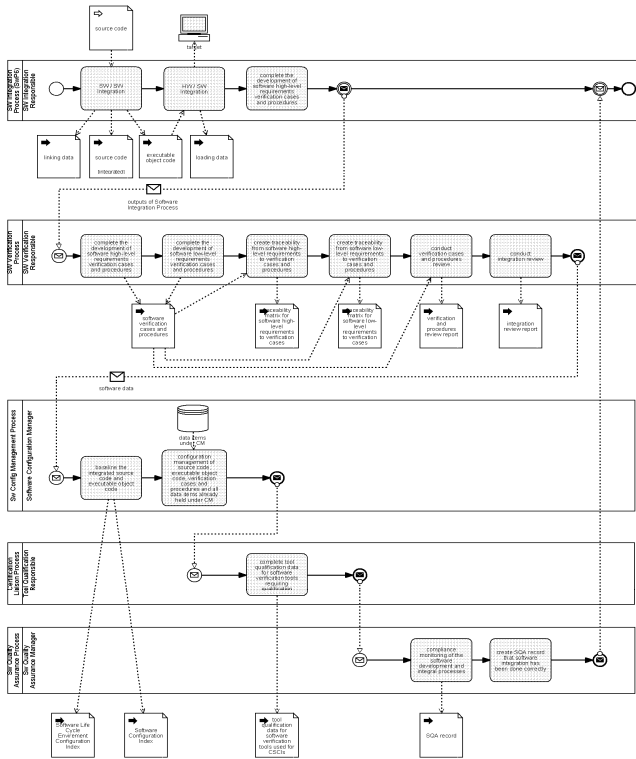 source code
target
SW Integration
Process (SWP6)
SW Integration
Responsible
SW / SW
Integration
HW / SW
Integration
complete the
development of
software high-level
requirements
verification cases
and procedures
linking data
source code
(integrated)
executable
object code
loading data
outputs of Software
Integration Process
SW Verification
Process
SW Verification
Responsible
complete the
development of
software high-level
requirements
verification cases
and procedures
complete the
development of
software low-level
requirements
verification cases
and procedures
create traceability
from software high-
level requirements
to verification
cases and
procedures
create traceability
from software low-
level requirements
to verification
cases and
procedures
conduct
verification cases
and procedures
review
conduct
integration review
software
verification
cases and
procedures
traceability
matrix for
software high-
level
requirements to
verification
cases
traceability
matrix for
software low-
level
requirements to
verification
cases
verification
and
procedures
review report
integration
review report
software data
Sw Config Management Process
Software Configuration Manager
data items
under CM
baseline the
integrated source
code and
executable object
code
configuration
management of
source code,
executable object
code, verification
cases and
procedures and all
data items already
held under CM
Certification
Liaison Process
Tool Qualification
Responsible
complete tool
qualification data
for software
verification tools
requiring
qualification
Sw Quality
Assurance Process
Sw Quality
Assurance Manager
compliance
monitoring of the
software
development and
integral processes
create SQA record
that software
integration has
been done correctly
Software Life
Cycle
Enviroment
Configuration
Index
Software
Configuration
Index
tool
qualification
data for
software
verification
tools used for
CSCIx
SQA record